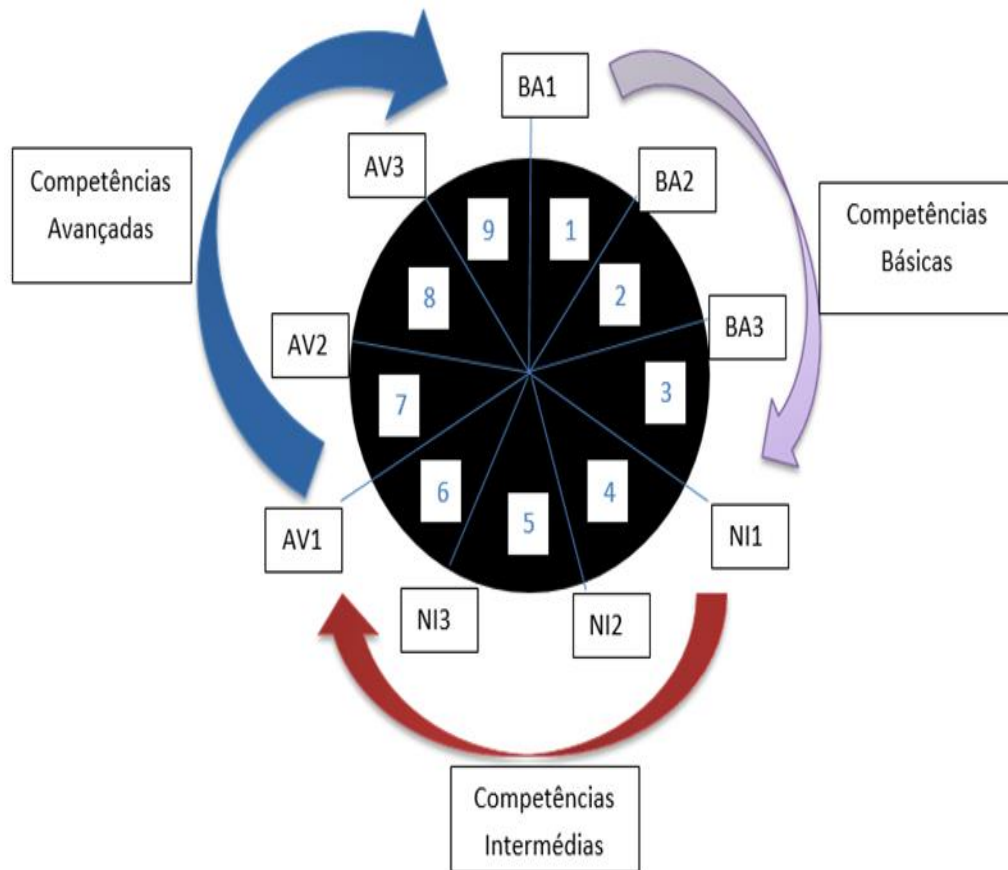 BA1
AV3
BA2
Competências
Avançadas
Competências
Básicas
9
1
8
2
BA3
AV2
7
3
6
4
5
AV1
NI1
NI3
NI2
Competências
Intermédias